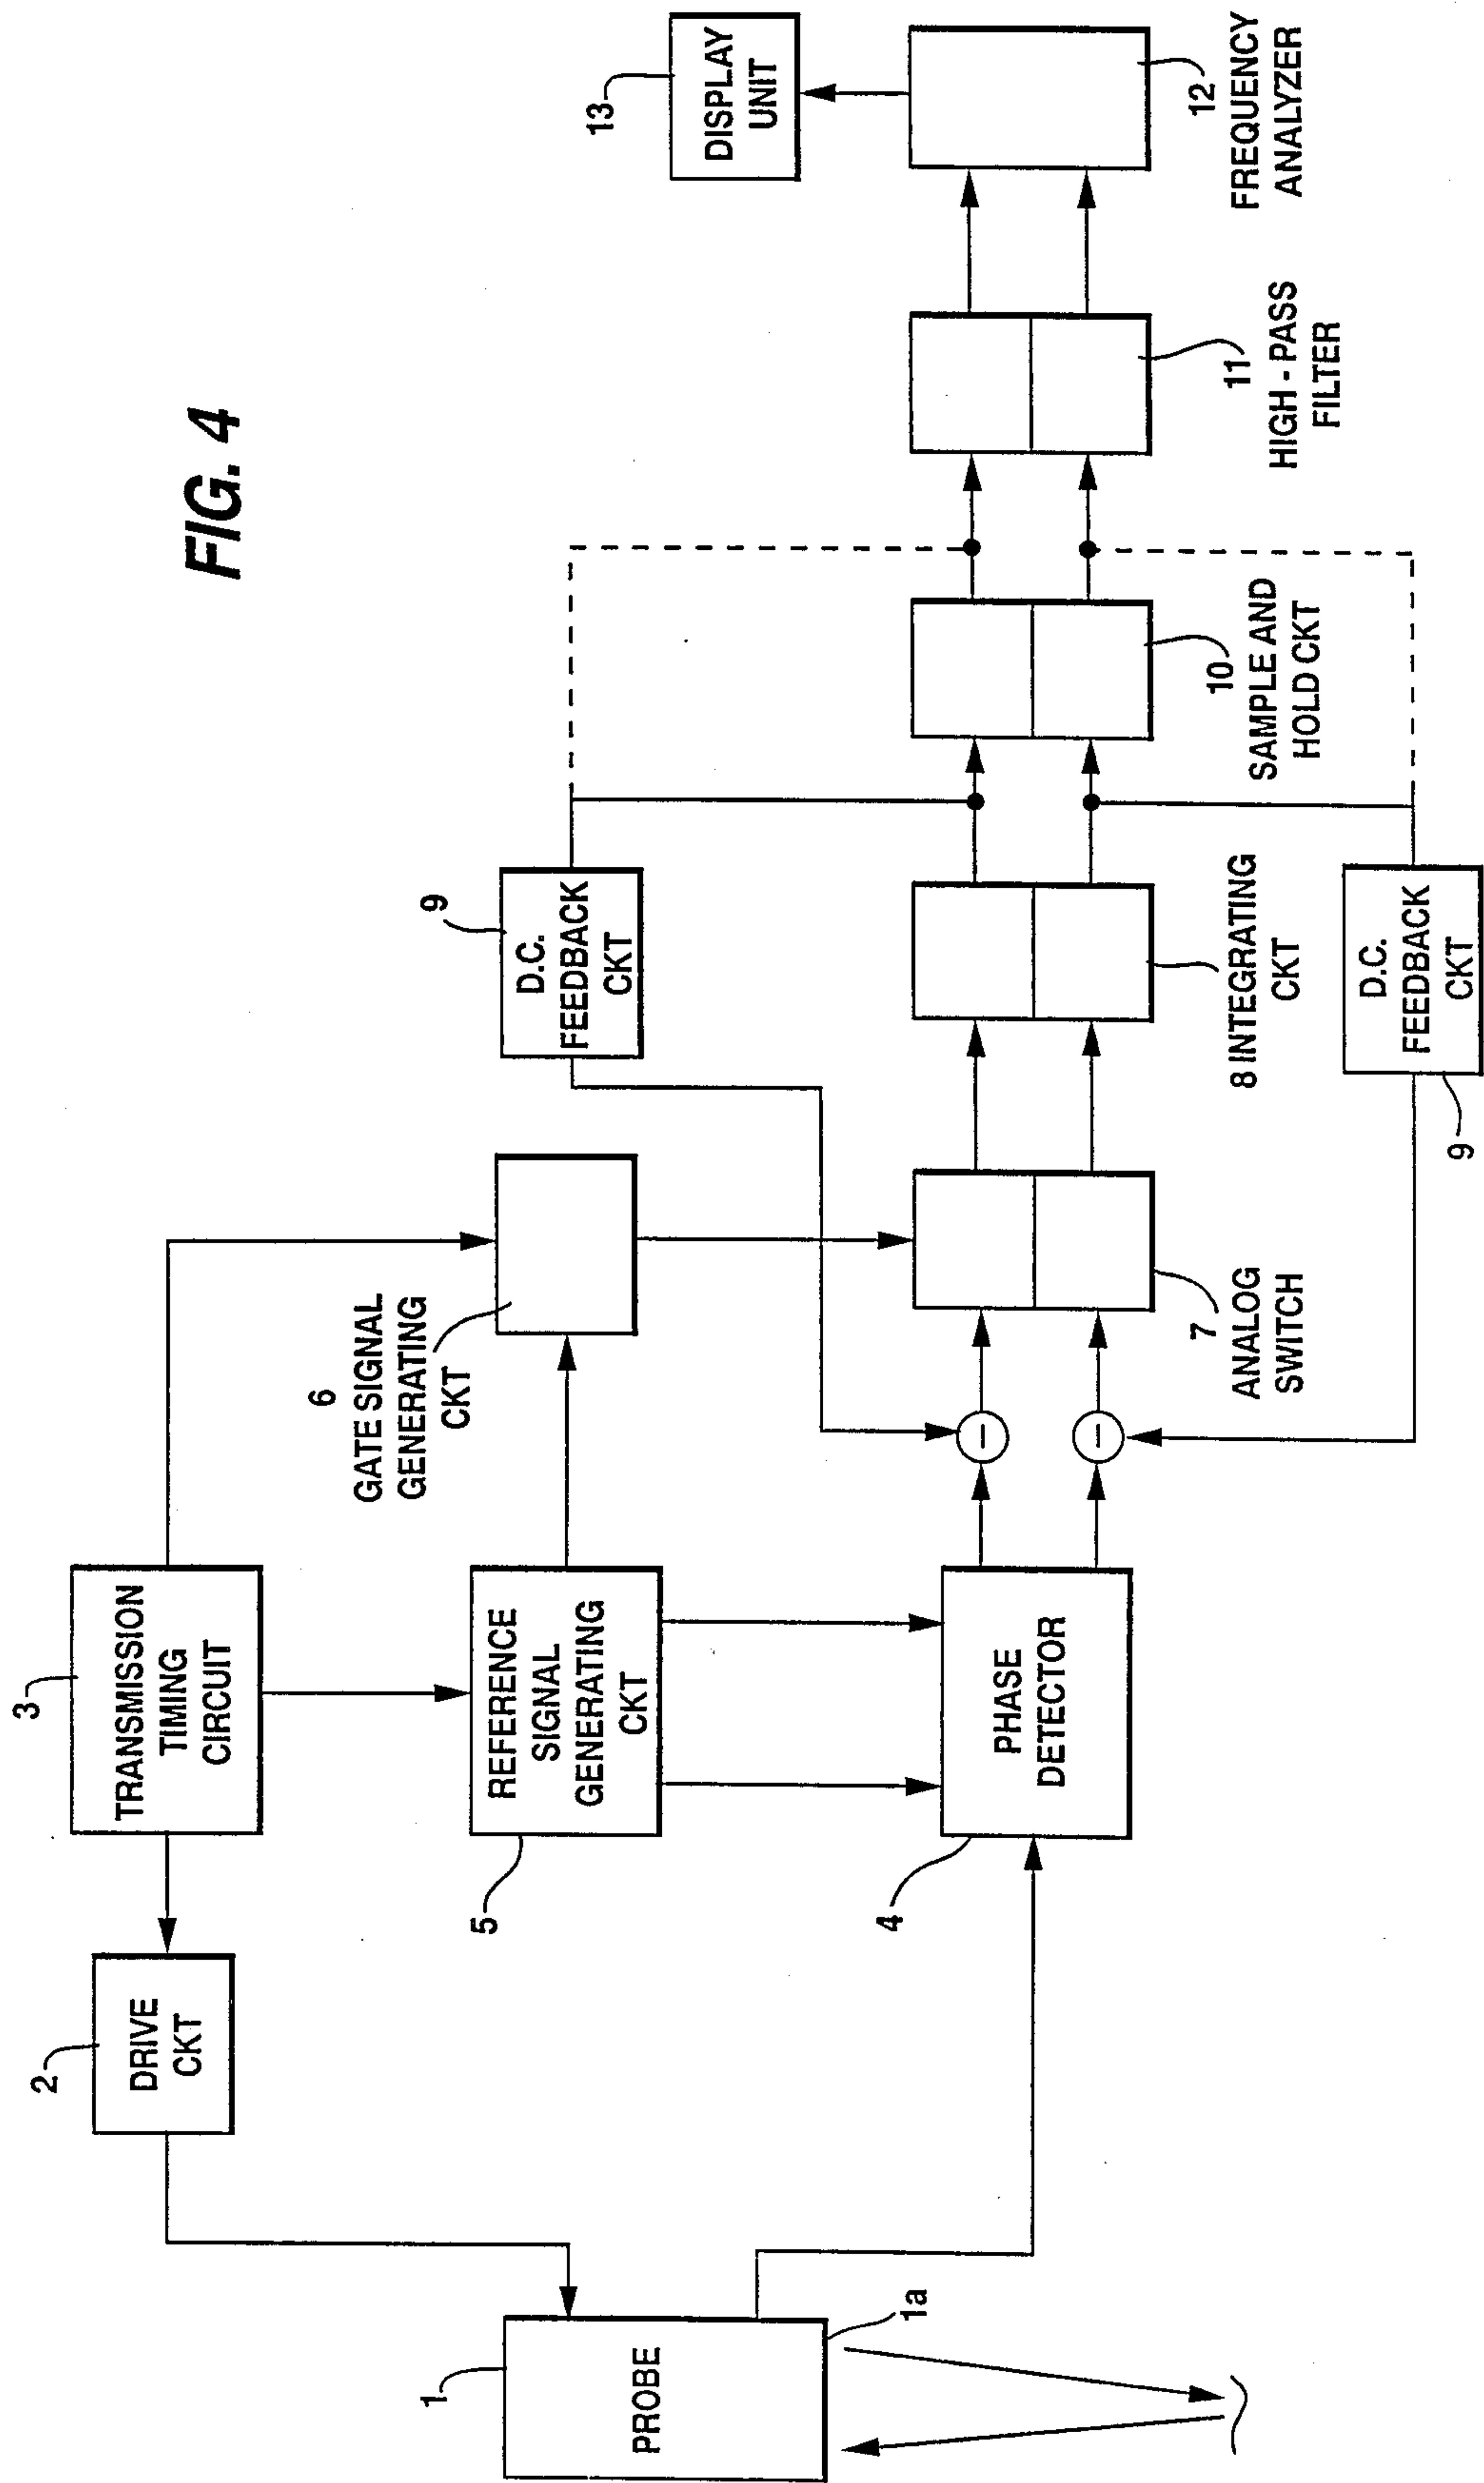 FIG. 4
3
TRANSMISSION
TIMING
CIRCUIT
2
DRIVE
CKT
1
PROBE
1a
5
REFERENCE
SIGNAL
GENERATING
CKT
6
GATE SIGNAL
GENERATING
CKT
4
PHASE
DETECTOR
9
D.C.
FEEDBACK
CKT
7
ANALOG
SWITCH
8 INTEGRATING
CKT
9
D.C.
FEEDBACK
CKT
10
SAMPLE AND
HOLD CKT
11
HIGH - PASS
FILTER
12
FREQUENCY
ANALYZER
13
DISPLAY
UNIT